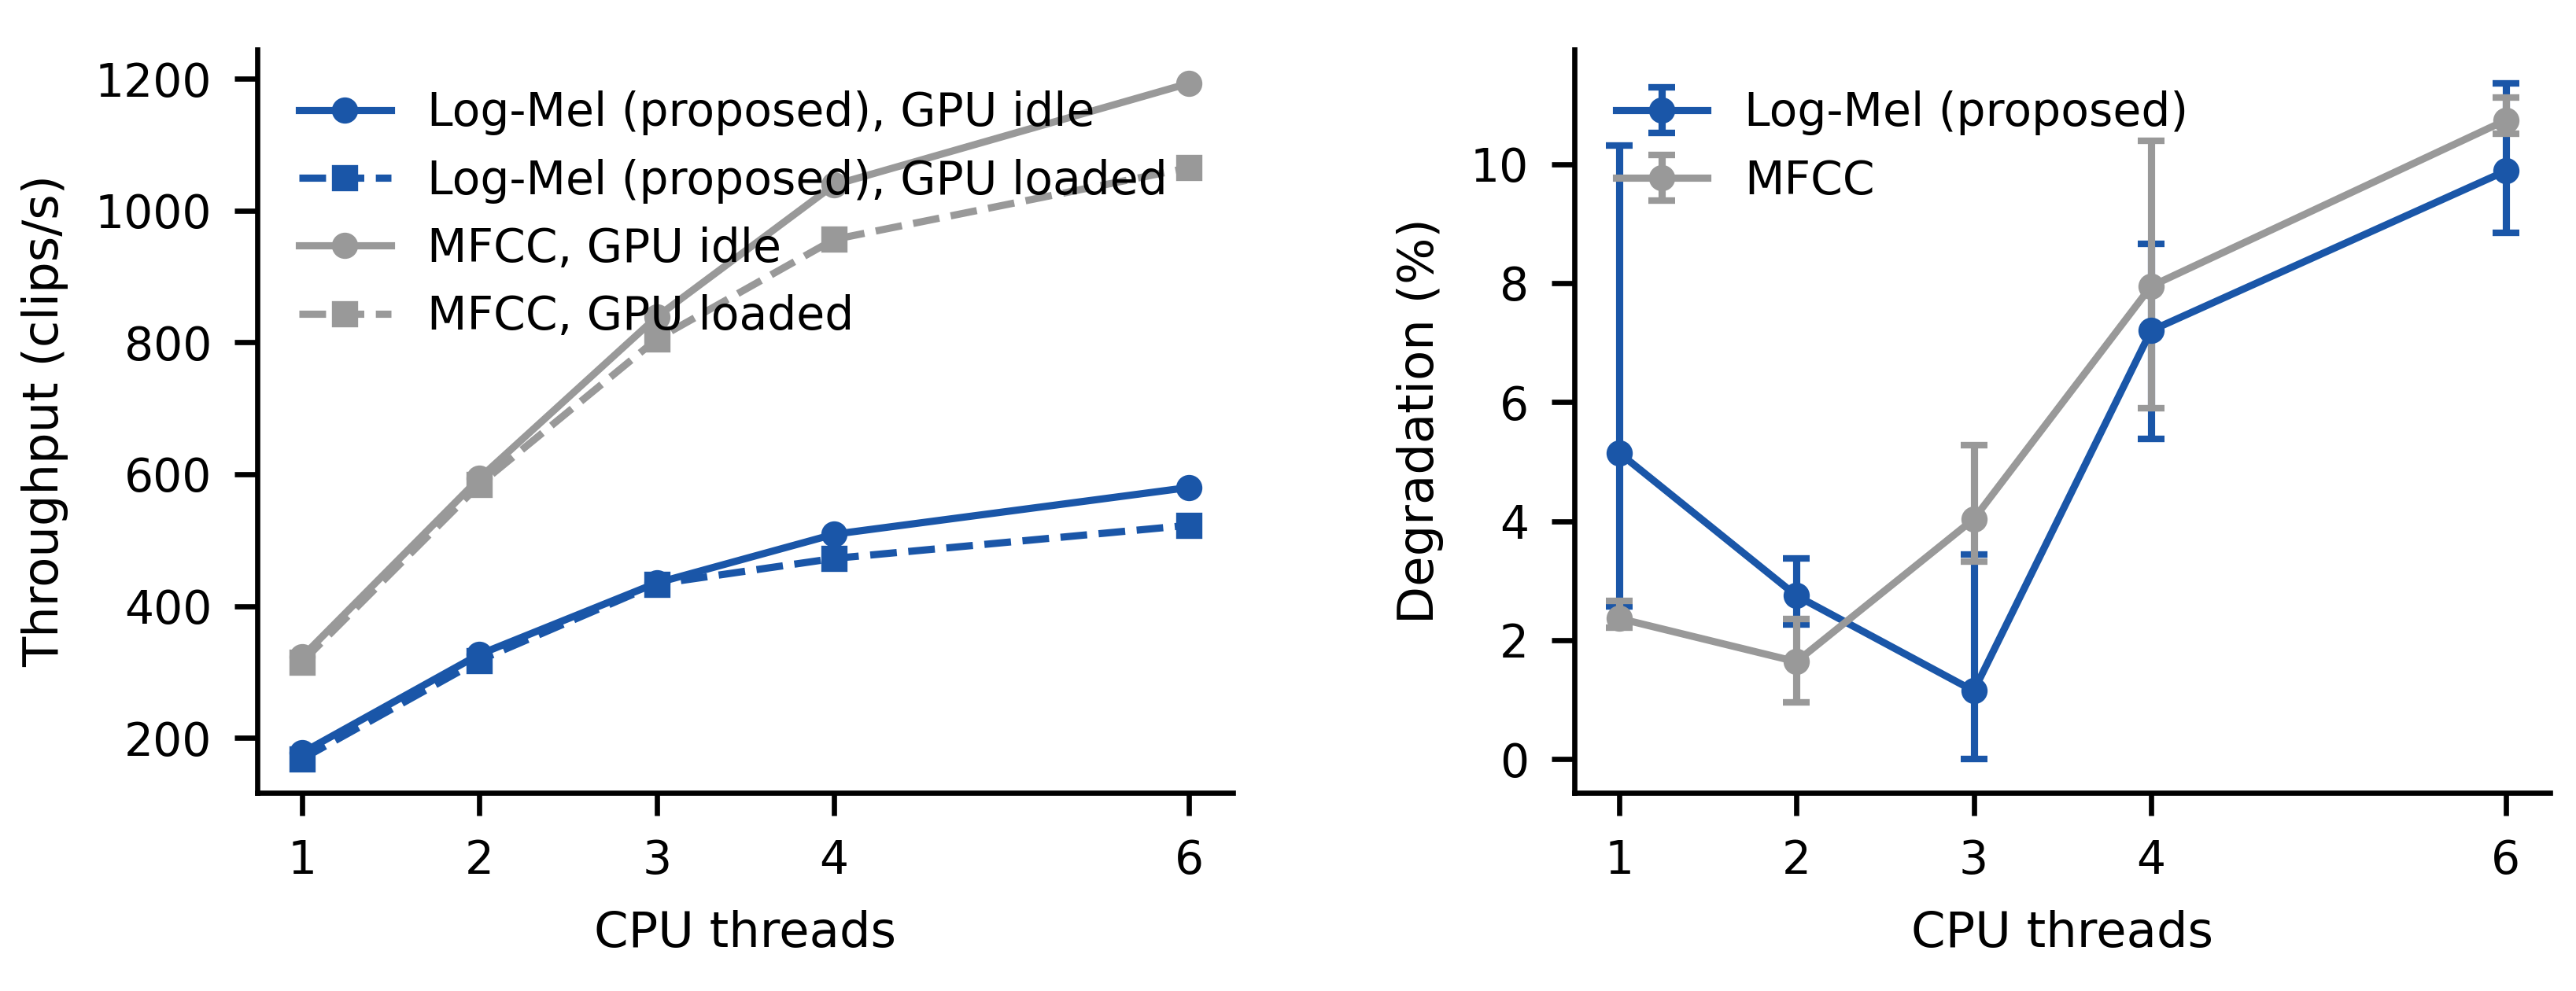 Throughput (clips/s)
1200
1000
800
600
400
200
Log-Mel (proposed), GPU idle
Log-Mel (proposed), GPU loaded
MFCC, GPU idle
MFCC, GPU loaded
1 2 3 4 6
CPU threads
Degradation (%)
10
8
6
4
2
0
Log-Mel (proposed)
MFCC
1 2 3 4 6
CPU threads